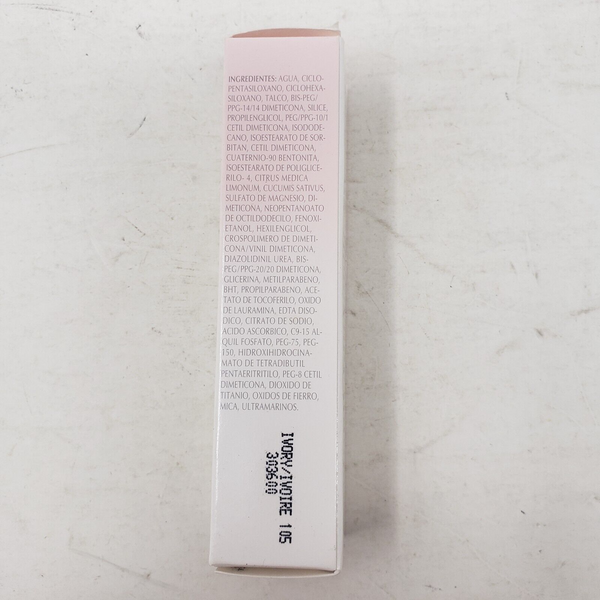 INGREDIENTES: AGUA, CICLO-
PENTASILOXANO, CICLOHEXA-
SILOXANO, TALCO, BIS-PEG/
PPG-14/14 DIMETICONA, SILICE,
PROPILENGLICOL, PEG/PPG-10/1
CETIL DIMETICONA, ISODODE-
CANO, ISOESTEARATO DE SOR-
BITAN, CETIL DIMETICONA,
CUATERNIO-90 BENTONITA,
ISOESTEARATO DE POLIGLICE-
RILO- 4, CITRUS MEDICA
LIMONUM, CUCUMIS SATIVUS,
SULFATO DE MAGNESIO, DI-
METICONA, NEOPENTANOATO
DE OCTILDODECILO, FENOXI-
ETANOL, HEXILENGLICOL,
CROSPOLIMERO DE DIMETI-
CONA/VINIL DIMETICONA,
DIAZOLIDINIL UREA, BIS-
PEG/PPG-20/20 DIMETICONA,
GLICERINA, METILPARABENO,
BHT, PROPILPARABENO, ACE-
TATO DE TOCOFERILO, OXIDO
DE LAURAMINA, EDTA DISO-
DICO, CITRATO DE SODIO,
ACIDO ASCORBICO, C9-15 AL-
QUIL FOSFATO, PEG-75, PEG-
150, HIDROXIHIDROCINA-
MATO DE TETRADIBUTIL
PENTAERITRITILO, PEG-8 CETIL
DIMETICONA, DIOXIDO DE
TITANIO, OXIDOS DE FIERRO,
MICA, ULTRAMARINOS.
IVORY/IVOIRE 105
303600